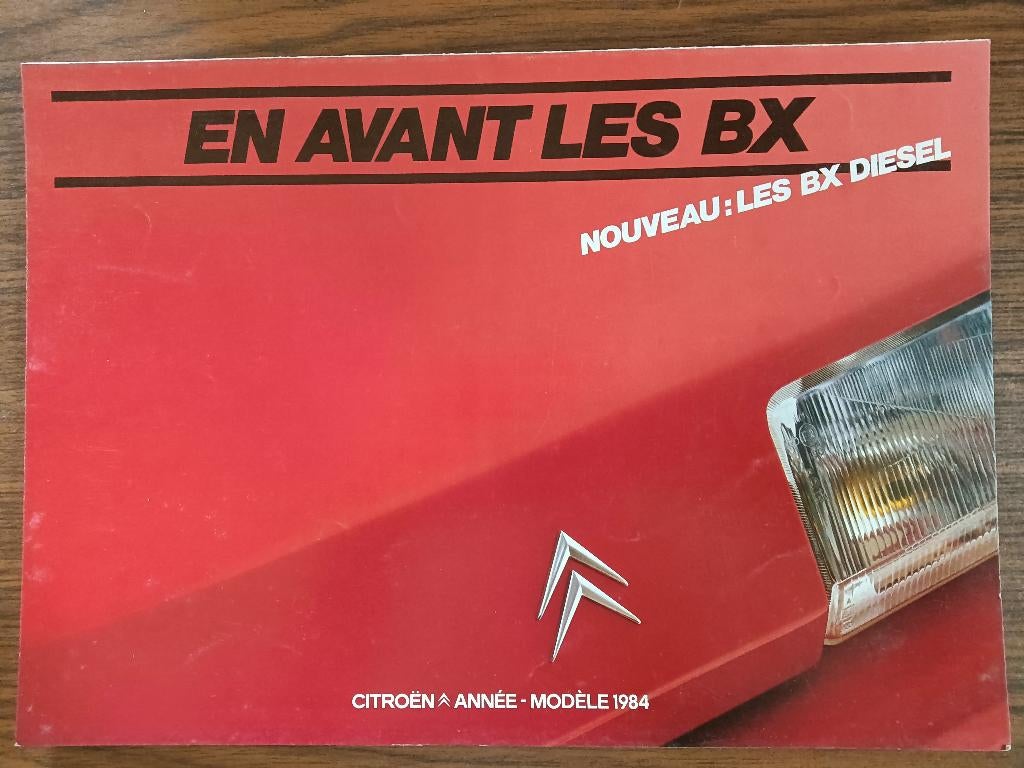 EN AVANT LES BX
NOUVEAU : LES BX DIESEL
CITROËN ANNÉE - MODÈLE 1984